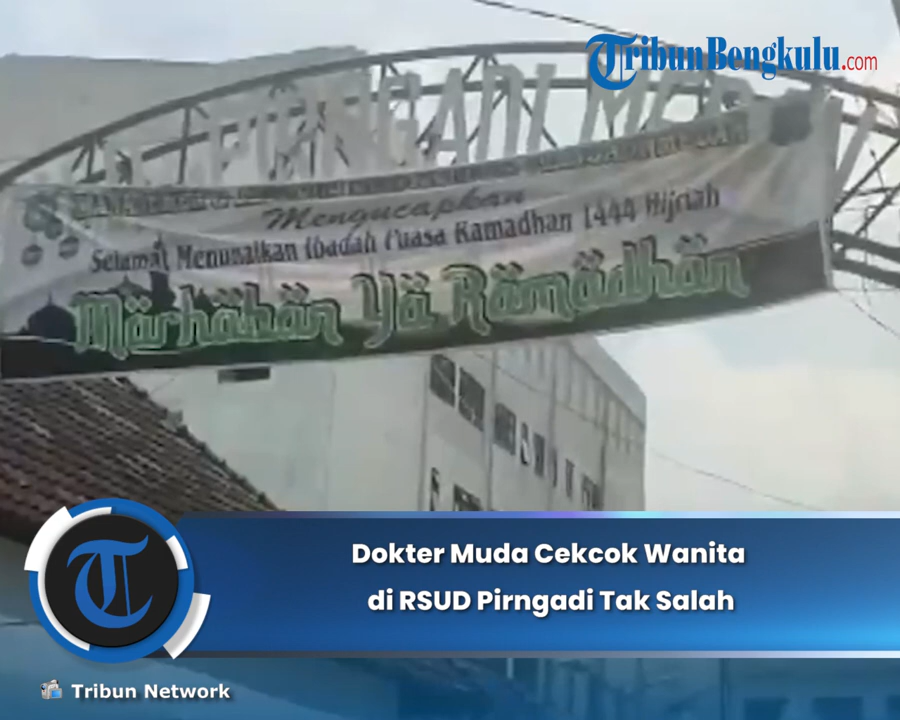 TribunBengkulu.com
PIRNGADI
Mengucapkan
Selamat Menunaikan Ibadah Puasa Ramadhan 1444 Hijriah
Marhaban Ya Ramadhan
Dokter Muda Cekcok Wanita
di RSUD Pirngadi Tak Salah
Tribun Network